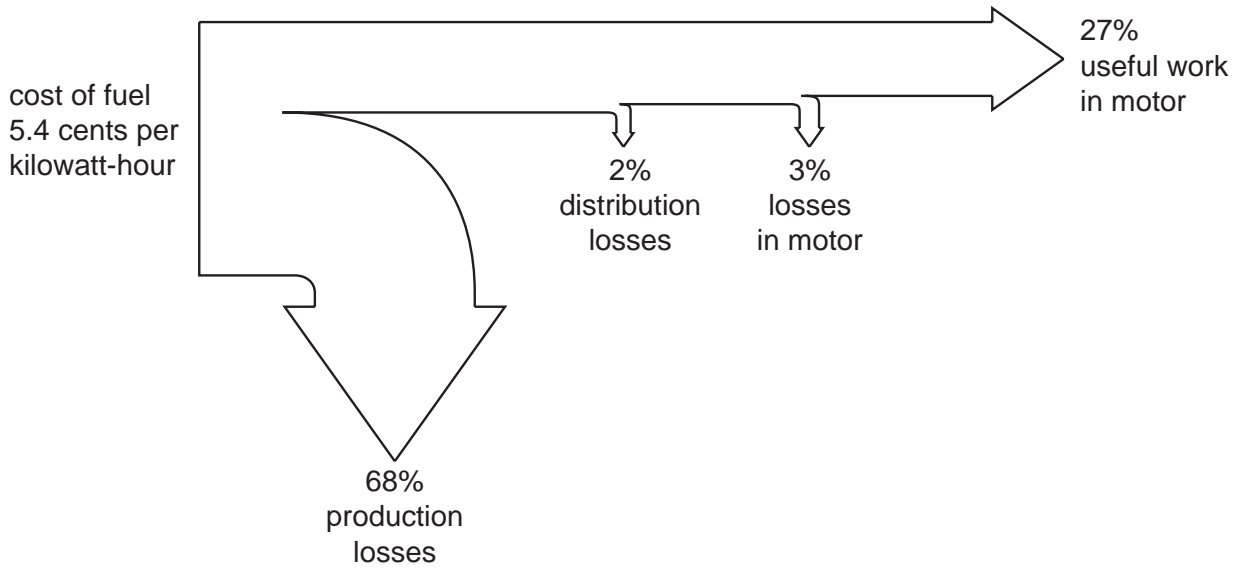 27%
useful work
in motor
cost of fuel
5.4 cents per
kilowatt-hour
2%
distribution
losses
3%
losses
in motor
68%
production
losses